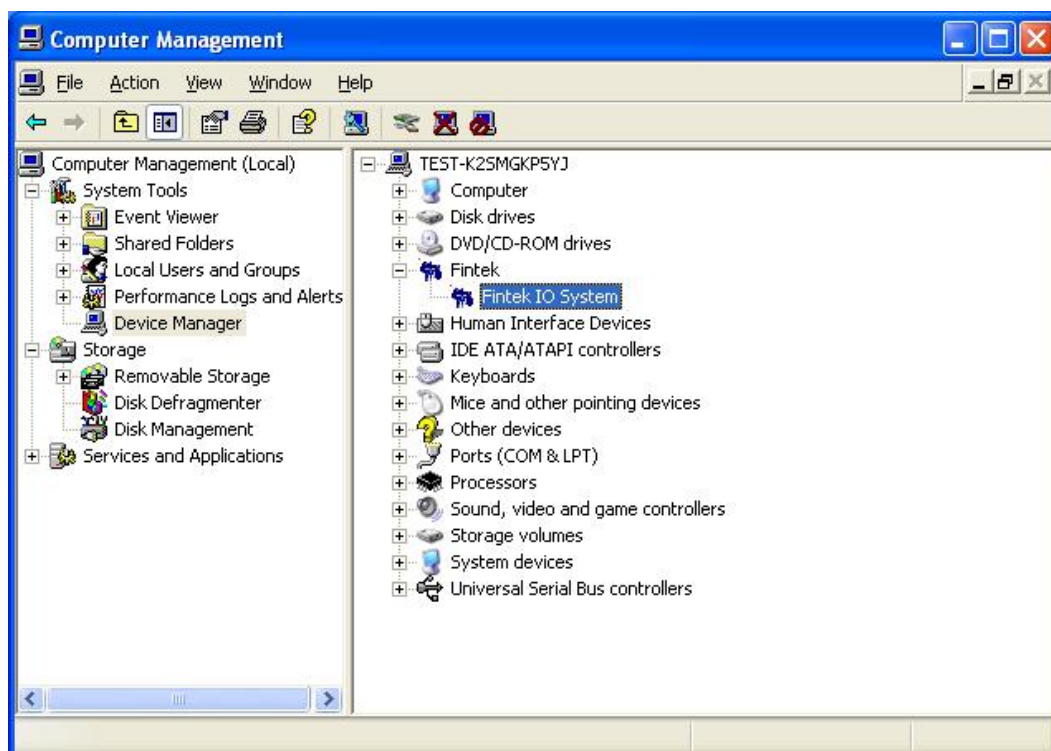 Computer Management
File Action View Window Help
Computer Management (Local)
System Tools
Event Viewer
Shared Folders
Local Users and Groups
Performance Logs and Alerts
Device Manager
Storage
Removable Storage
Disk Defragmenter
Disk Management
Services and Applications
TEST-K2SMGKP5YJ
Computer
Disk drives
DVD/CD-ROM drives
Fintek
Fintek IO System
Human Interface Devices
IDE ATA/ATAPI controllers
Keyboards
Mice and other pointing devices
Other devices
Ports (COM & LPT)
Processors
Sound, video and game controllers
Storage volumes
System devices
Universal Serial Bus controllers